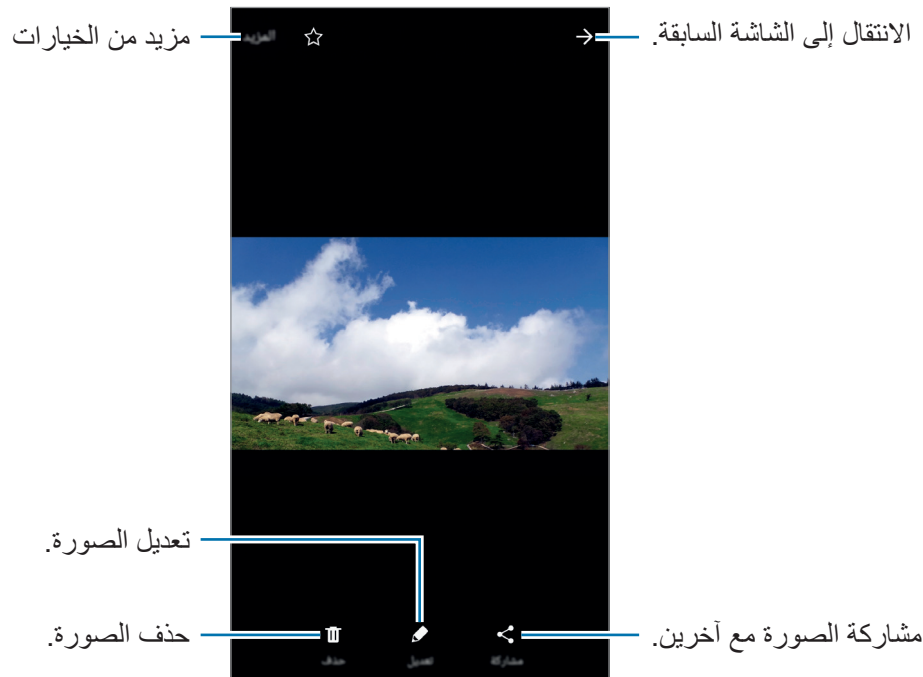 الانتقال إلى الشاشة السابقة.
مزيد من الخيارات
المزيد
تعديل الصورة.
مشاركة الصورة مع آخرين.
حذف الصورة.
مشاركة
تعديل
حذف